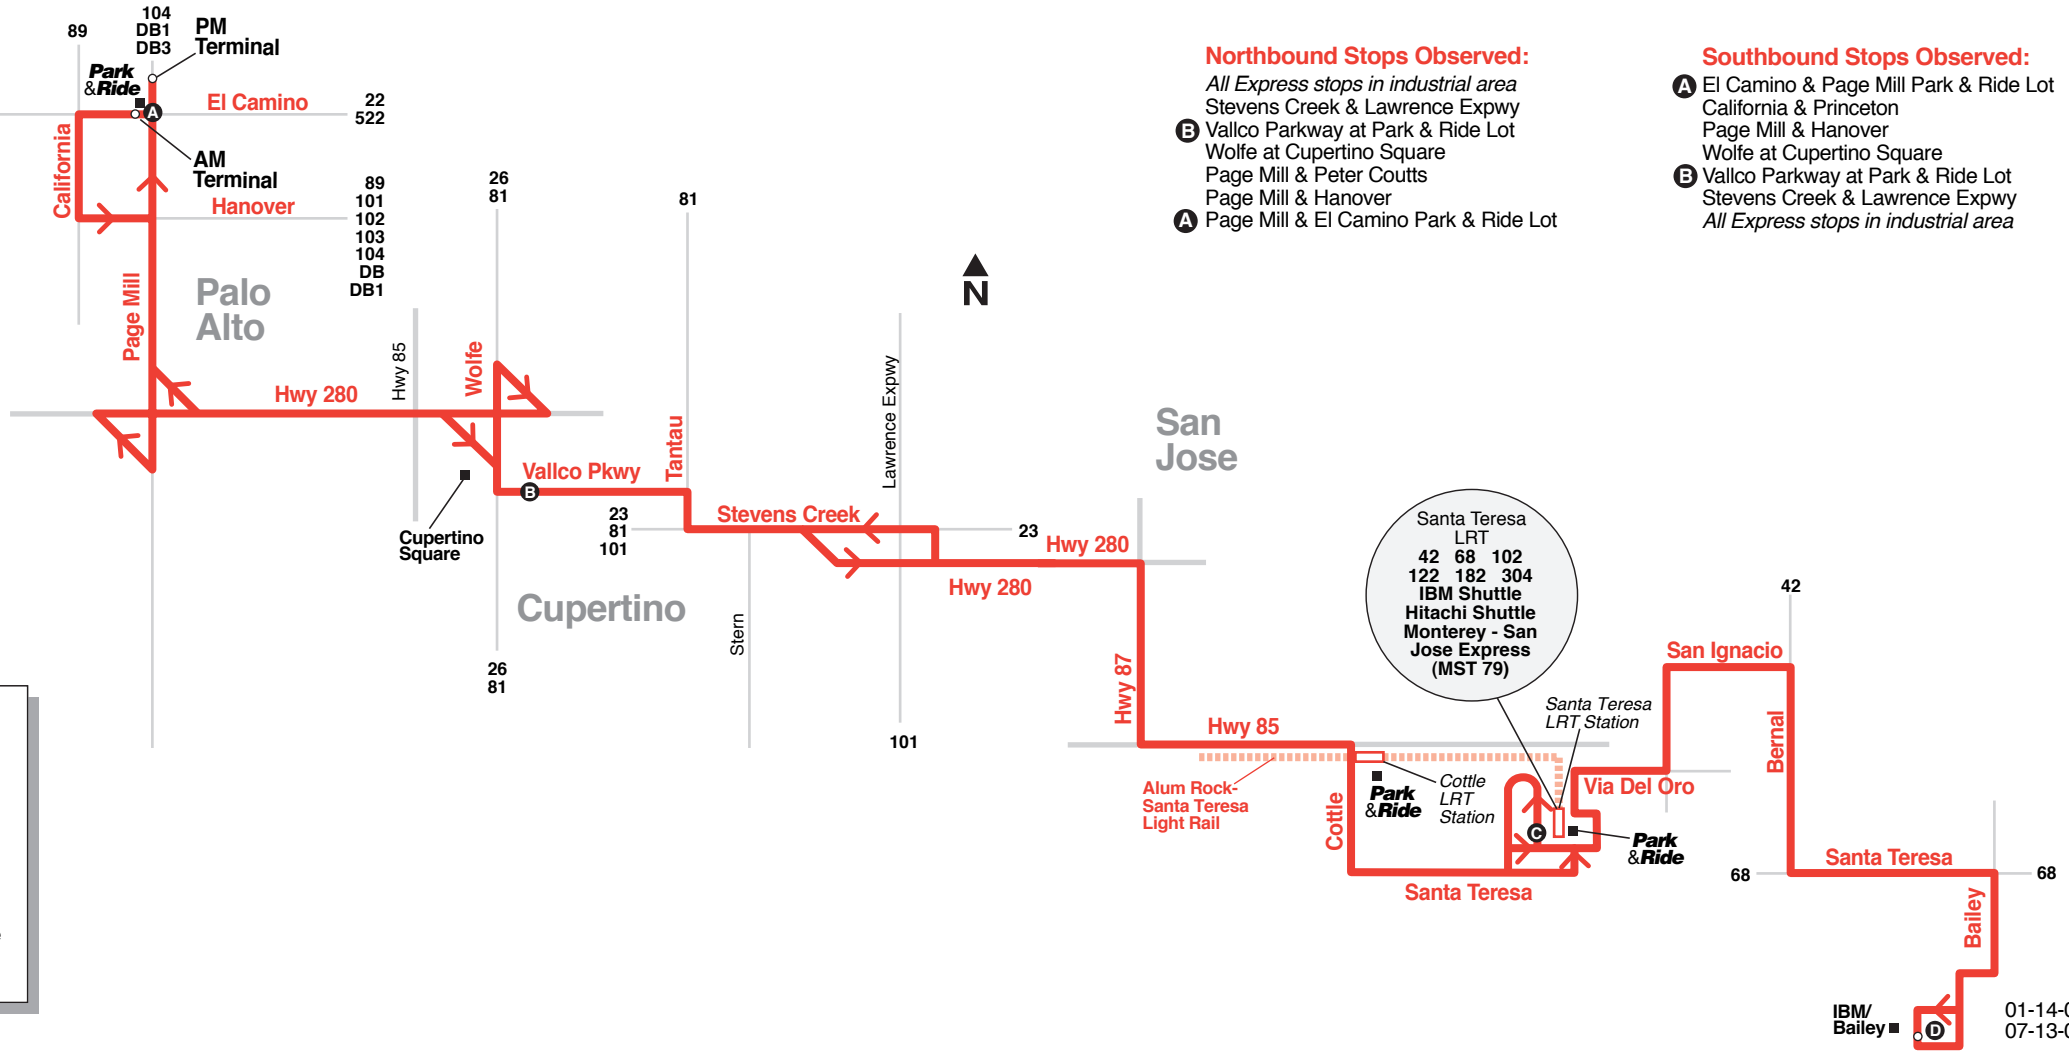 89
104
DB1
DB3
PM
Terminal
Park
&Ride
A
El Camino
22
522
AM
Terminal
California
Hanover
89
101
102
103
104
DB
DB1
Page Mill
Palo
Alto
Hwy 280
Hwy 85
26
81
Wolfe
81
Tantau
Vallco Pkwy
B
Cupertino
Square
23
81
101
Stevens Creek
23
Lawrence Expwy
N
Hwy 280
Hwy 280
Cupertino
26
81
Stern
101
San
Jose
Northbound Stops Observed:
All Express stops in industrial area
Stevens Creek & Lawrence Expwy
B Vallco Parkway at Park & Ride Lot
Wolfe at Cupertino Square
Page Mill & Peter Coutts
Page Mill & Hanover
A Page Mill & El Camino Park & Ride Lot
Southbound Stops Observed:
A El Camino & Page Mill Park & Ride Lot
California & Princeton
Page Mill & Hanover
Wolfe at Cupertino Square
B Vallco Parkway at Park & Ride Lot
Stevens Creek & Lawrence Expwy
All Express stops in industrial area
Santa Teresa
LRT
42 68 102
122 182 304
IBM Shuttle
Hitachi Shuttle
Monterey - San
Jose Express
(MST 79)
Hwy 87
Hwy 85
Alum Rock-
Santa Teresa
Light Rail
Park
&Ride
Cottle
LRT
Station
Cottle
Santa Teresa
LRT Station
C
Park
&Ride
Santa Teresa
Via Del Oro
San Ignacio
42
Bernal
68
Santa Teresa
68
Bailey
IBM/
Bailey
D
01-14-0
07-13-0